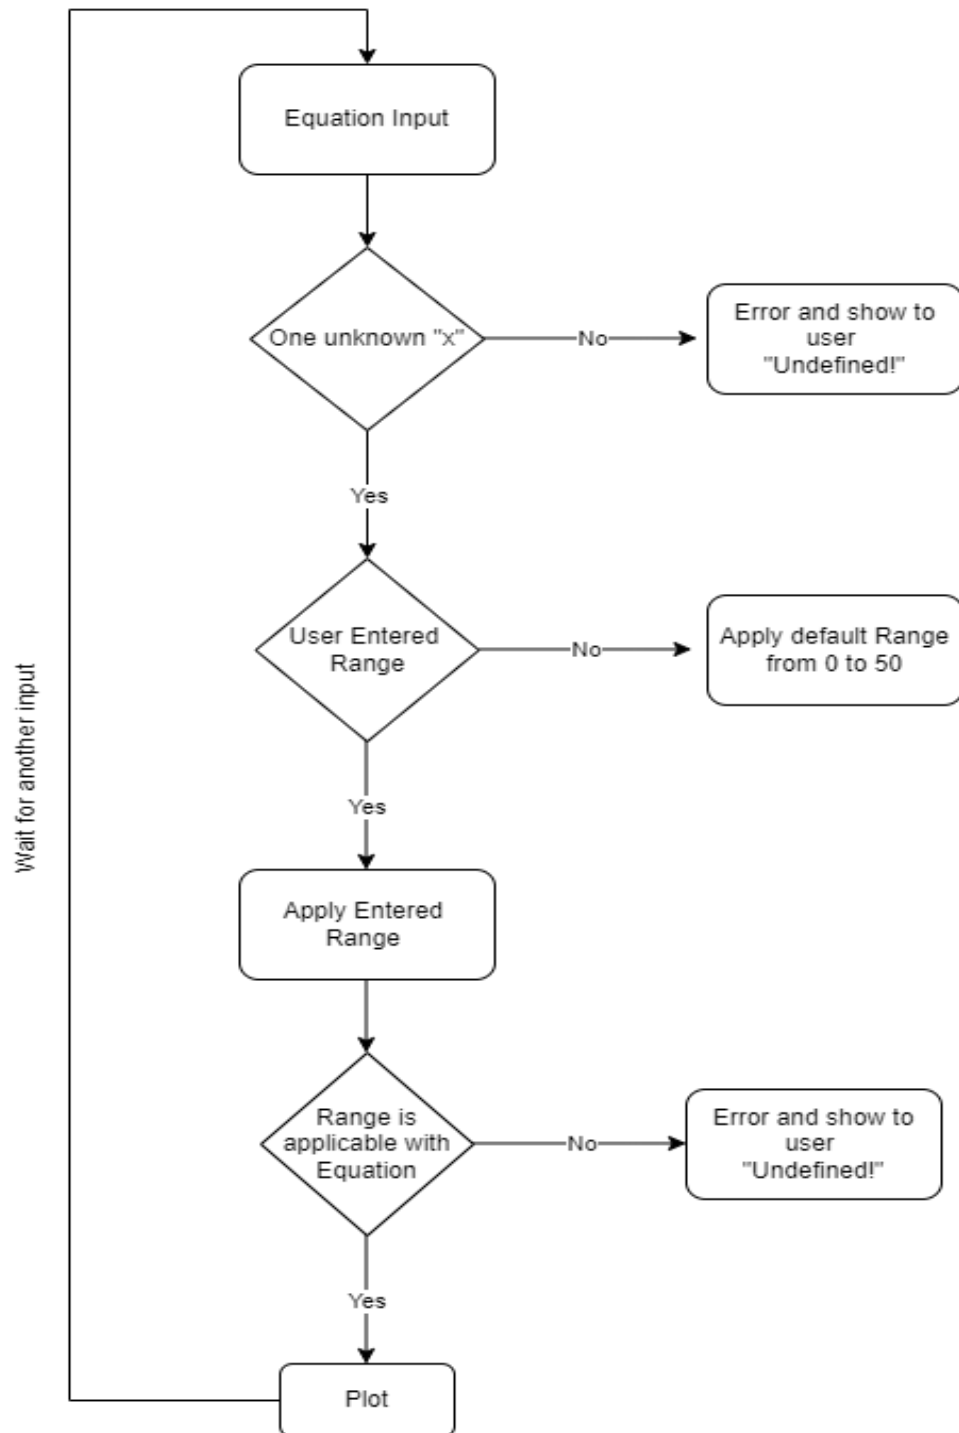 Equation Input
One unknown "x"
No
Error and show to
user
"Undefined!"
Yes
User Entered
Range
No
Apply default Range
from 0 to 50
Wait for another input
Yes
Apply Entered
Range
Range is
applicable with
Equation
No
Error and show to
user
"Undefined!"
Yes
Plot